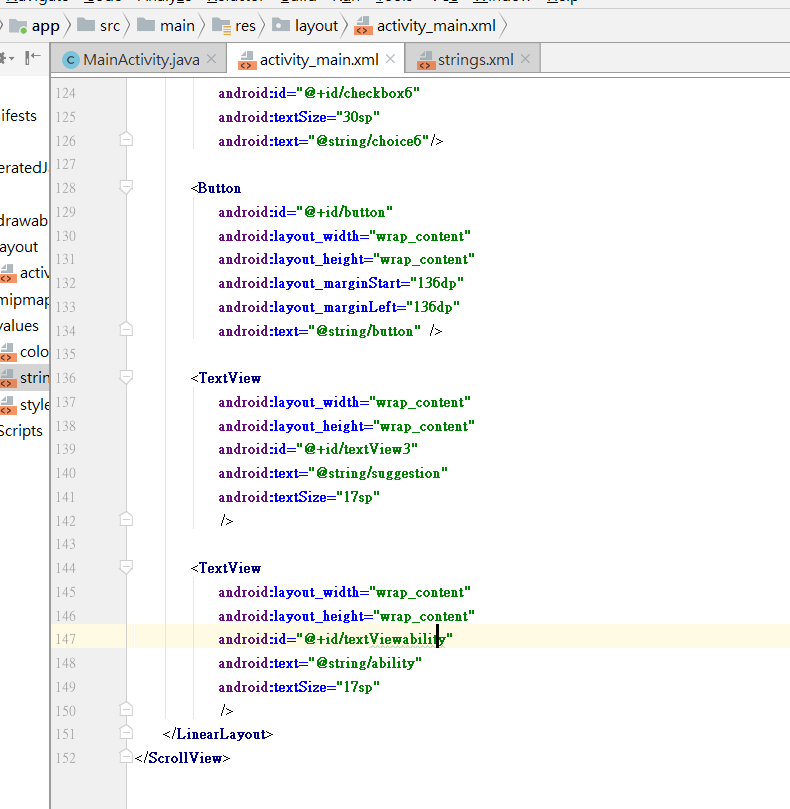 app src main res layout activity_main.xml
MainActivity.java activity_main.xml strings.xml
ifests
drawab
ayout
activ
mipmap
values
colo
strin
style
Scripts
124 android:id="@+id/checkbox6"
125 android:textSize="30sp"
126 android:text="@string/choice6"/>
127
128 <Button
129 android:id="@+id/button"
130 android:layout_width="wrap_content"
131 android:layout_height="wrap_content"
132 android:layout_marginStart="136dp"
133 android:layout_marginLeft="136dp"
134 android:text="@string/button" />
135
136 <TextView
137 android:layout_width="wrap_content"
138 android:layout_height="wrap_content"
139 android:id="@+id/textView3"
140 android:text="@string/suggestion"
141 android:textSize="17sp"
142 />
143
144 <TextView
145 android:layout_width="wrap_content"
146 android:layout_height="wrap_content"
147 android:id="@+id/textViewability"
148 android:text="@string/ability"
149 android:textSize="17sp"
150 />
151 </LinearLayout>
152 </ScrollView>